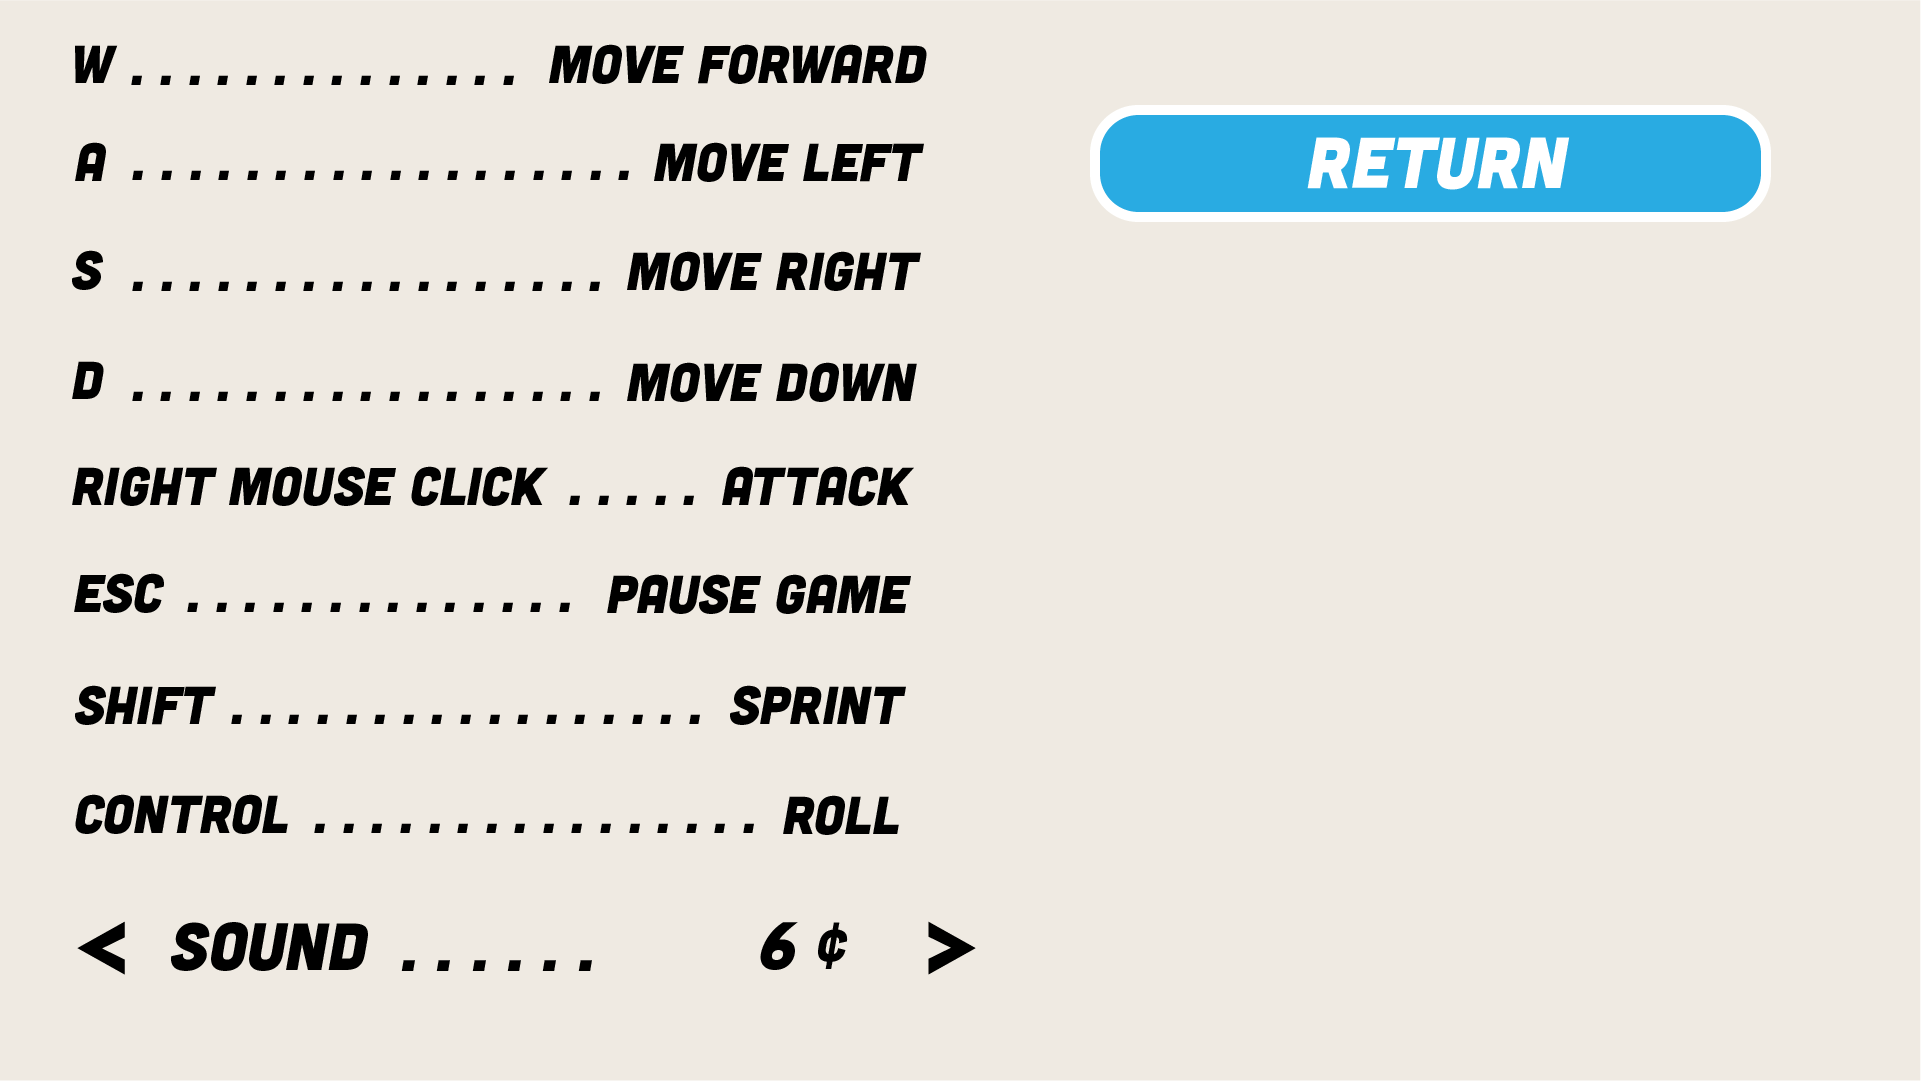 W .............. MOVE FORWARD
A .................. MOVE LEFT
S ................. MOVE RIGHT
D ................. MOVE DOWN
RIGHT MOUSE CLICK ..... ATTACK
ESC .............. PAUSE GAME
SHIFT ................. SPRINT
CONTROL ................ ROLL
< SOUND ...... 6 ¢ >
RETURN